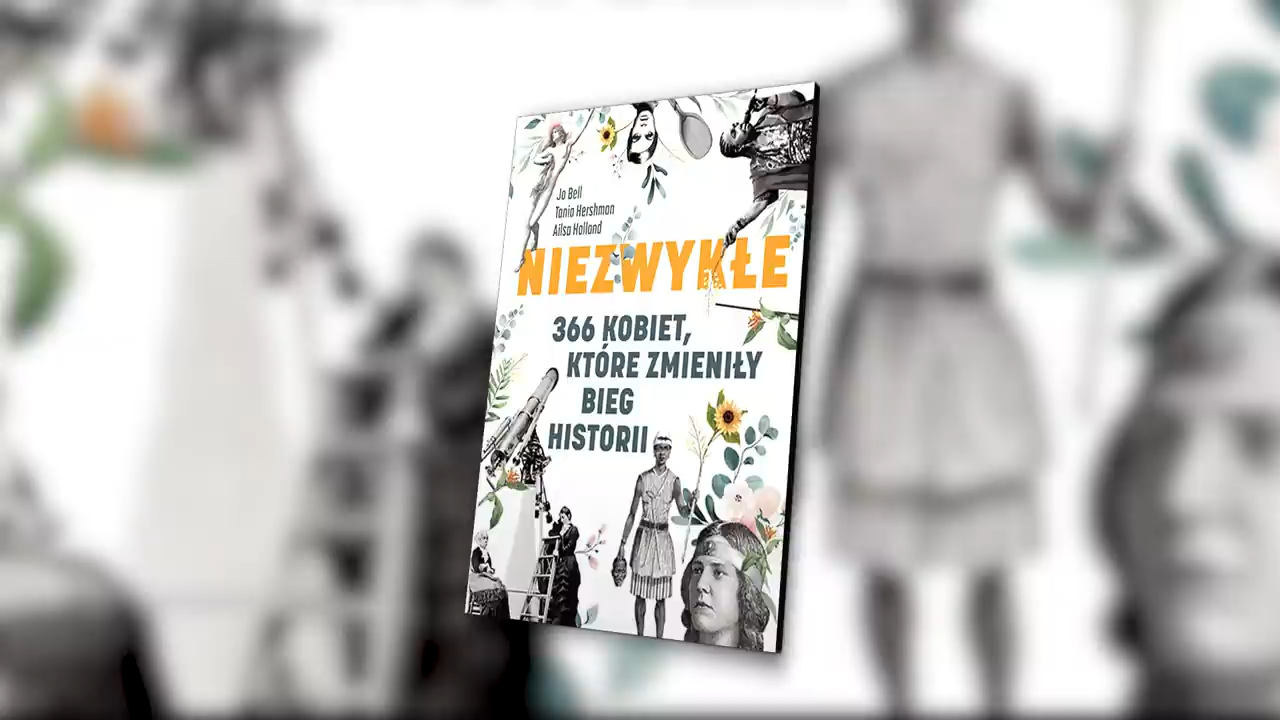 Jo Bell
Tania Hershman
Ailsa Holland
NIEZWYKŁE
366 KOBIET,
KTÓRE ZMIENIŁY
BIEG
HISTORII